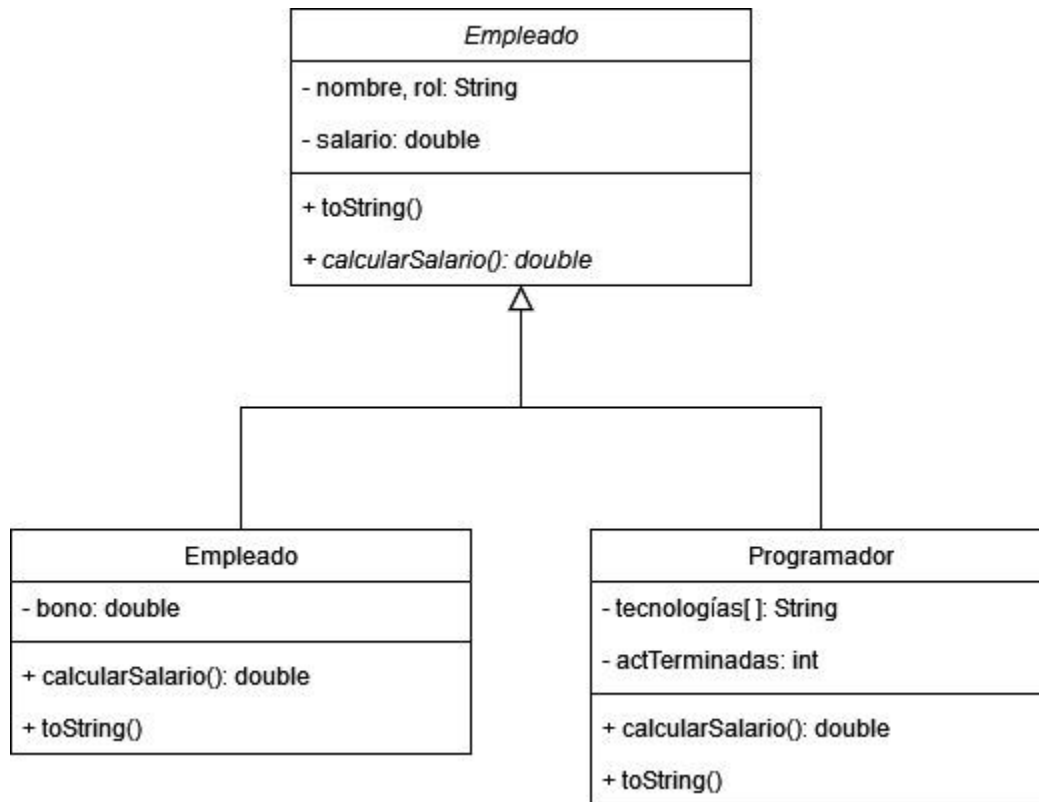 Empleado
- nombre, rol: String
- salario: double
+ toString()
+ calcularSalario(): double
Empleado
- bono: double
+ calcularSalario(): double
+ toString()
Programador
- tecnologías[ ]: String
- actTerminadas: int
+ calcularSalario(): double
+ toString()